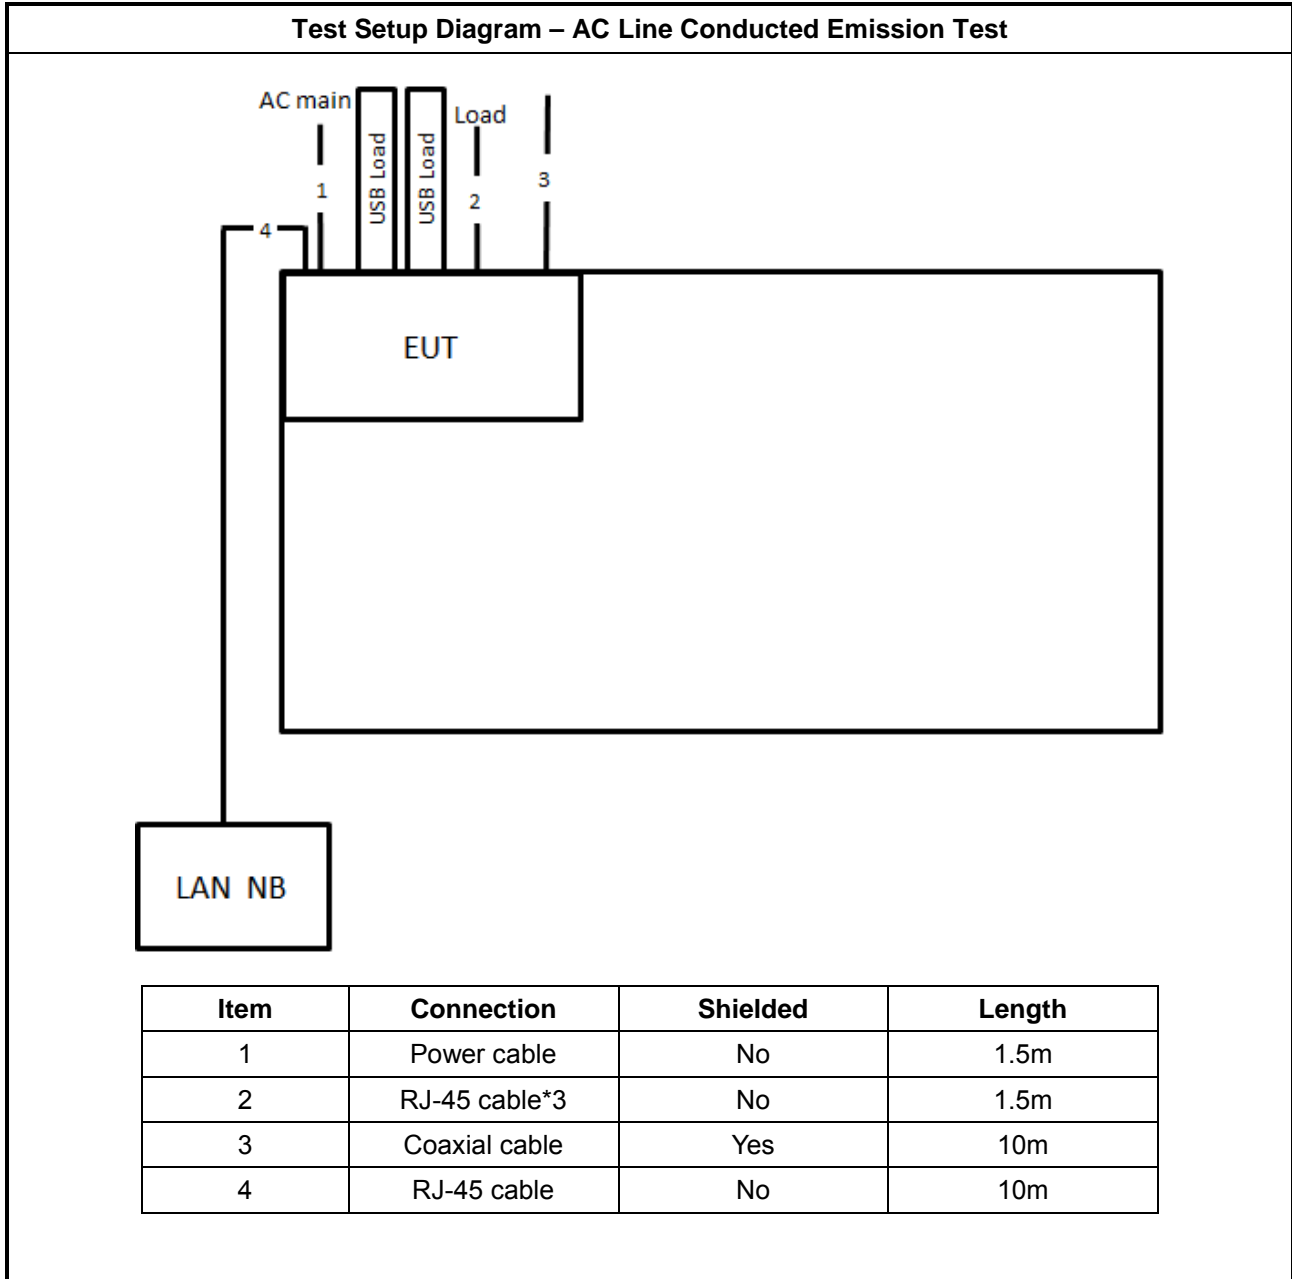 Test Setup Diagram – AC Line Conducted Emission Test
AC main
USB Load
USB Load
Load
1
2
3
4
EUT
LAN NB
Item Connection Shielded Length
1 Power cable No 1.5m
2 RJ-45 cable*3 No 1.5m
3 Coaxial cable Yes 10m
4 RJ-45 cable No 10m